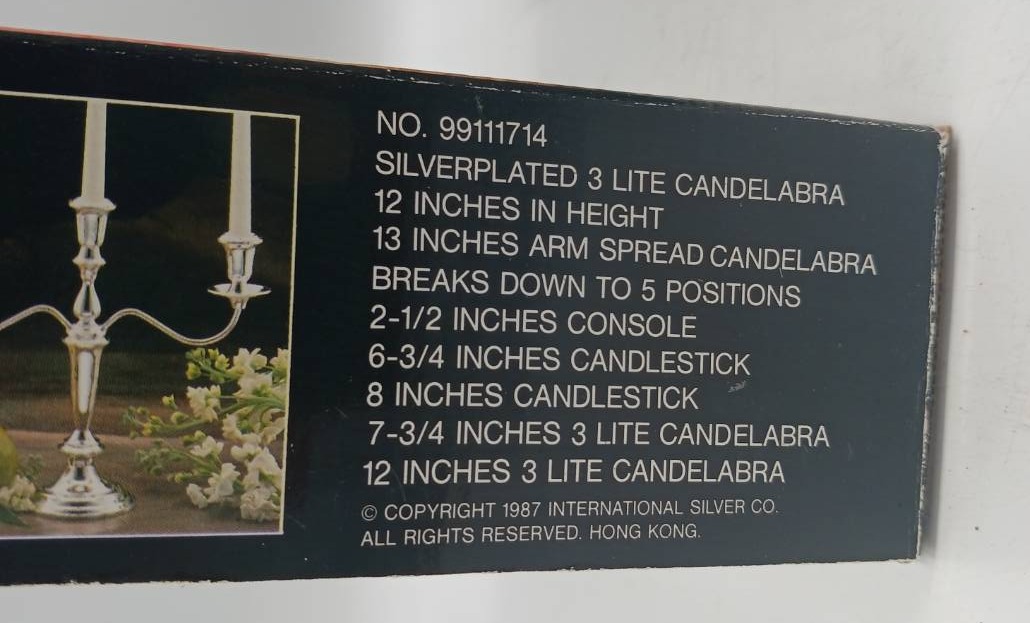 NO. 99111714
SILVERPLATED 3 LITE CANDELABRA
12 INCHES IN HEIGHT
13 INCHES ARM SPREAD CANDELABRA
BREAKS DOWN TO 5 POSITIONS
2-1/2 INCHES CONSOLE
6-3/4 INCHES CANDLESTICK
8 INCHES CANDLESTICK
7-3/4 INCHES 3 LITE CANDELABRA
12 INCHES 3 LITE CANDELABRA
© COPYRIGHT 1987 INTERNATIONAL SILVER CO.
ALL RIGHTS RESERVED. HONG KONG.